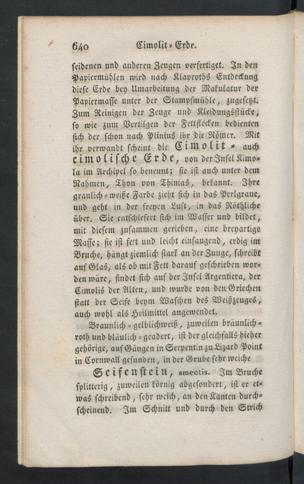 640 Cimolit-Erde.
seidenen und anderen Zeugen verfertiget. In den
Papiermühlen wird nach Klaproths Entdeckung
diese Erde bey Umarbeitung der Makulatur der
Papiermasse unter der Stampfmühle, zugesetzt.
Zum Reinigen der Zeuge und Kleidungsstücke,
so wie zum Vertilgen der Fettflecken bedienten
sich der schon nach Plinius ihr die Römer. Mit
ihr verwandt scheint die Cimolit- auch
cimolische Erde, von der Insel Kimo-
la im Archipel so benennt; sie ist auch unter dem
Nahmen, Thon von Thinias, bekannt. Ihre
graulich-weiße Farbe zieht sich in das Perlgraue,
und geht in der freyen Luft, in das Röthliche
über. Sie entschiefert sich im Wasser und bildet,
mit diesem zusammen gerieben, eine breyartige
Masse; sie ist fett und leicht einsaugend, erdig im
Bruche, hängt ziemlich stark an der Zunge, schreibt
auf Glas, als ob mit Fett darauf geschrieben wor-
den wäre, findet sich auf der Insel Argentiera, der
Cimolis der Alten, und wurde von den Griechen
statt der Seife beym Waschen des Weißzeuges,
auch wohl als Heilmittel angewendet.
Braunlich-gelblichweiß, zuweilen bräunlich-
roth und bläulich-geadert, ist der gleichfalls hieher
gehörige, auf Gängen in Serpentin zu Lizard Point
in Cornwall gefunden, in der Grube sehr weiche
Seifenstein, smectis. Im Bruche
splitterig, zuweilen körnig abgesondert, ist er et-
was schreibend, sehr weich, an den Kanten durch-
scheinend. Im Schnitt und durch den Strich